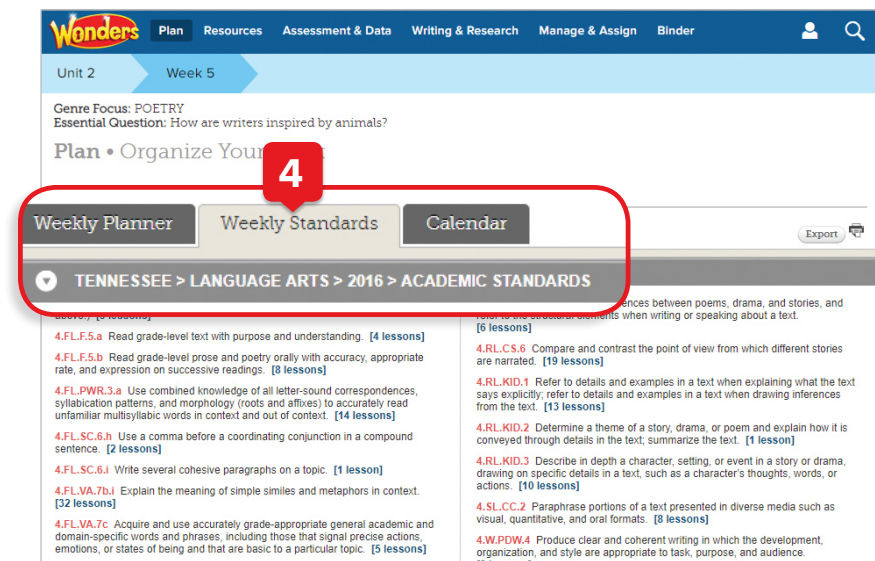 Wonders Plan Resources Assessment & Data Writing & Research Manage & Assign Binder
Unit 2 Week 5
Genre Focus: POETRY
Essential Question: How are writers inspired by animals?
Plan • Organize Your
4
Weekly Planner Weekly Standards Calendar
Export
TENNESSEE > LANGUAGE ARTS > 2016 > ACADEMIC STANDARDS
4.FL.F.5.a Read grade-level text with purpose and understanding. [4 lessons]
4.FL.F.5.b Read grade-level prose and poetry orally with accuracy, appropriate
rate, and expression on successive readings. [8 lessons]
4.FL.PWR.3.a Use combined knowledge of all letter-sound correspondences,
syllabication patterns, and morphology (roots and affixes) to accurately read
unfamiliar multisyllabic words in context and out of context. [14 lessons]
4.FL.SC.6.h Use a comma before a coordinating conjunction in a compound
sentence. [2 lessons]
4.FL.SC.6.i Write several cohesive paragraphs on a topic. [1 lesson]
4.FL.VA.7b.i Explain the meaning of simple similes and metaphors in context.
[32 lessons]
4.FL.VA.7c Acquire and use accurately grade-appropriate general academic and
domain-specific words and phrases, including those that signal precise actions,
emotions, or states of being and that are basic to a particular topic. [5 lessons]
between poems, drama, and stories, and
when writing or speaking about a text.
[6 lessons]
4.RL.CS.6 Compare and contrast the point of view from which different stories
are narrated. [19 lessons]
4.RL.KID.1 Refer to details and examples in a text when explaining what the text
says explicitly; refer to details and examples in a text when drawing inferences
from the text. [13 lessons]
4.RL.KID.2 Determine a theme of a story, drama, or poem and explain how it is
conveyed through details in the text; summarize the text. [1 lesson]
4.RL.KID.3 Describe in depth a character, setting, or event in a story or drama,
drawing on specific details in a text, such as a character's thoughts, words, or
actions. [10 lessons]
4.SL.CC.2 Paraphrase portions of a text presented in diverse media such as
visual, quantitative, and oral formats. [8 lessons]
4.W.PDW.4 Produce clear and coherent writing in which the development,
organization, and style are appropriate to task, purpose, and audience.